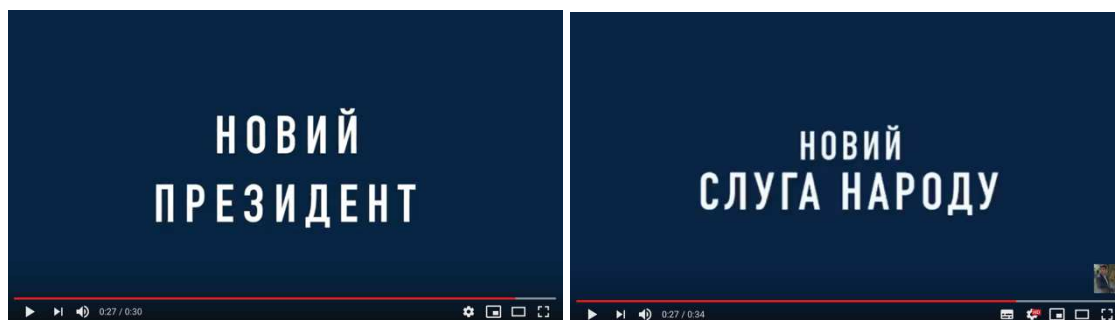 НОВИЙ
ПРЕЗИДЕНТ
0:27 / 0:30
НОВИЙ
СЛУГА НАРОДУ
0:27 / 0:34